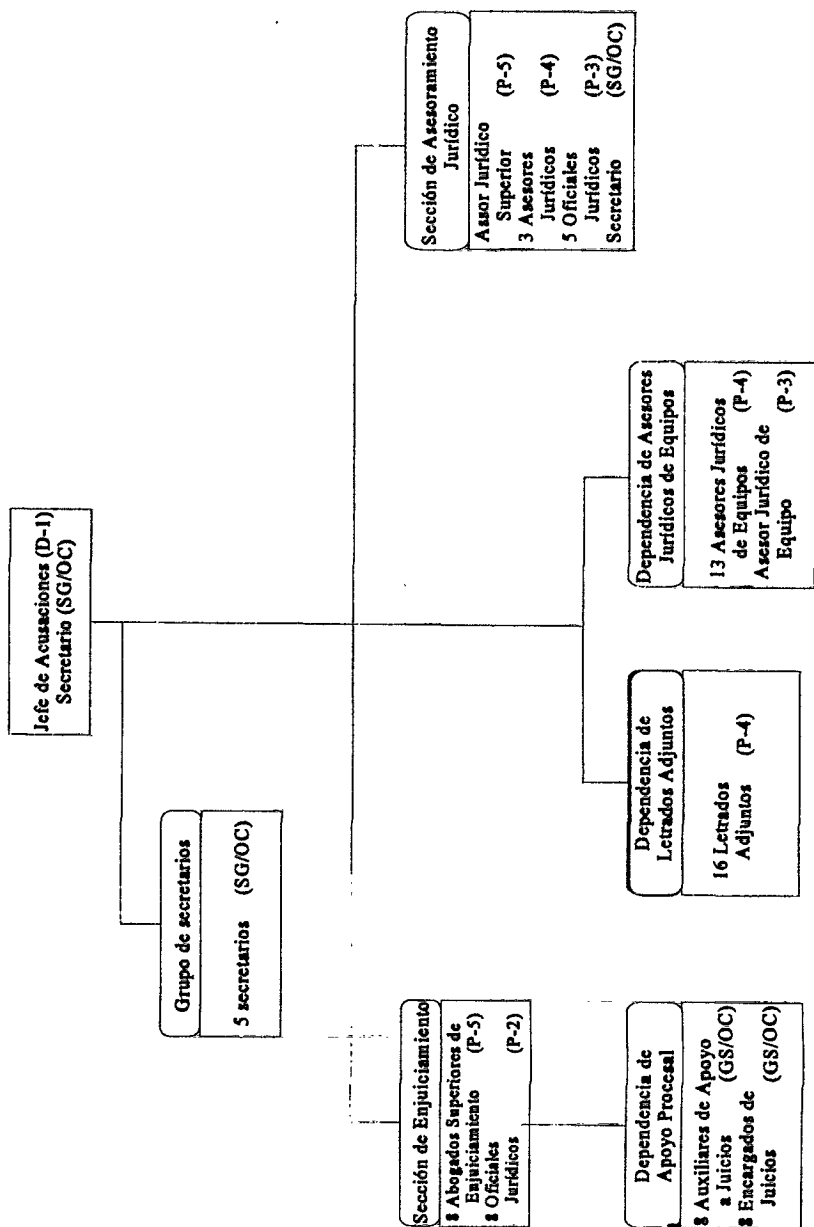 Jefe de Acusaciones (D-1)
Secretario (SG/OC)
Grupo de secretarios
5 secretarios (SG/OC)
Sección de Enjuiciamiento
8 Abogados Superiores de
Enjuiciamiento (P-5)
8 Oficiales
Jurídicos (P-2)
Sección de Asesoramiento
Jurídico
Assor Jurídico
Superior (P-5)
3 Asesores
Jurídicos (P-4)
5 Oficiales
Jurídicos (P-3)
Secretario (SG/OC)
Dependencia de
Apoyo Procesal
8 Auxiliares de Apoyo
a Juicios (GS/OC)
8 Encargados de
Juicios (GS/OC)
Dependencia de
Letrados Adjuntos
16 Letrados
Adjuntos (P-4)
Dependencia de Asesores
Jurídicos de Equipos
13 Asesores Jurídicos
de Equipos (P-4)
Asesor Jurídico de
Equipo (P-3)